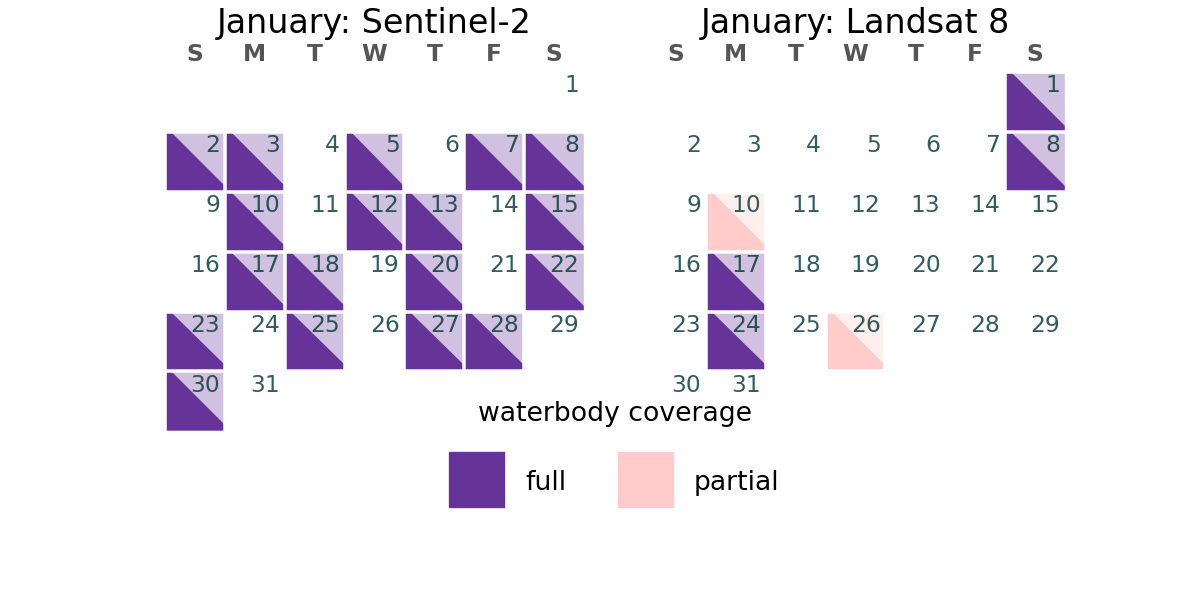 January: Sentinel-2
S M T W T F S
1
2 3 4 5 6 7 8
9 10 11 12 13 14 15
16 17 18 19 20 21 22
23 24 25 26 27 28 29
30 31
January: Landsat 8
S M T W T F S
1
2 3 4 5 6 7 8
9 10 11 12 13 14 15
16 17 18 19 20 21 22
23 24 25 26 27 28 29
30 31
waterbody coverage
full partial